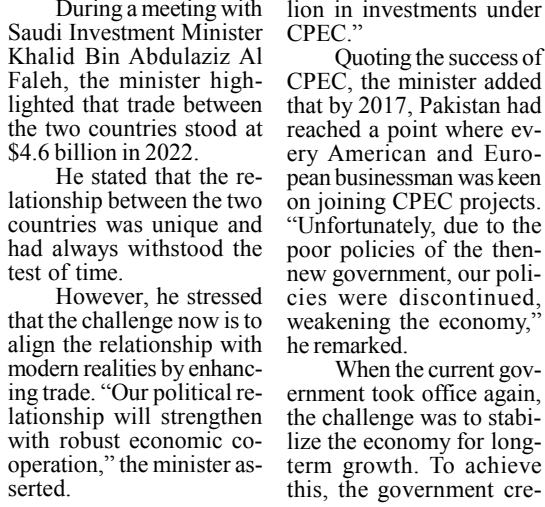 During a meeting with
Saudi Investment Minister
Khalid Bin Abdulaziz Al
Faleh, the minister high-
lighted that trade between
the two countries stood at
$4.6 billion in 2022.
He stated that the re-
lationship between the two
countries was unique and
had always withstood the
test of time.
However, he stressed
that the challenge now is to
align the relationship with
modern realities by enhanc-
ing trade. “Our political re-
lationship will strengthen
with robust economic co-
operation,” the minister as-
serted.
lion in investments under
CPEC.”
Quoting the success of
CPEC, the minister added
that by 2017, Pakistan had
reached a point where ev-
ery American and Euro-
pean businessman was keen
on joining CPEC projects.
“Unfortunately, due to the
poor policies of the then-
new government, our poli-
cies were discontinued,
weakening the economy,”
he remarked.
When the current gov-
ernment took office again,
the challenge was to stabi-
lize the economy for long-
term growth. To achieve
this, the government cre-